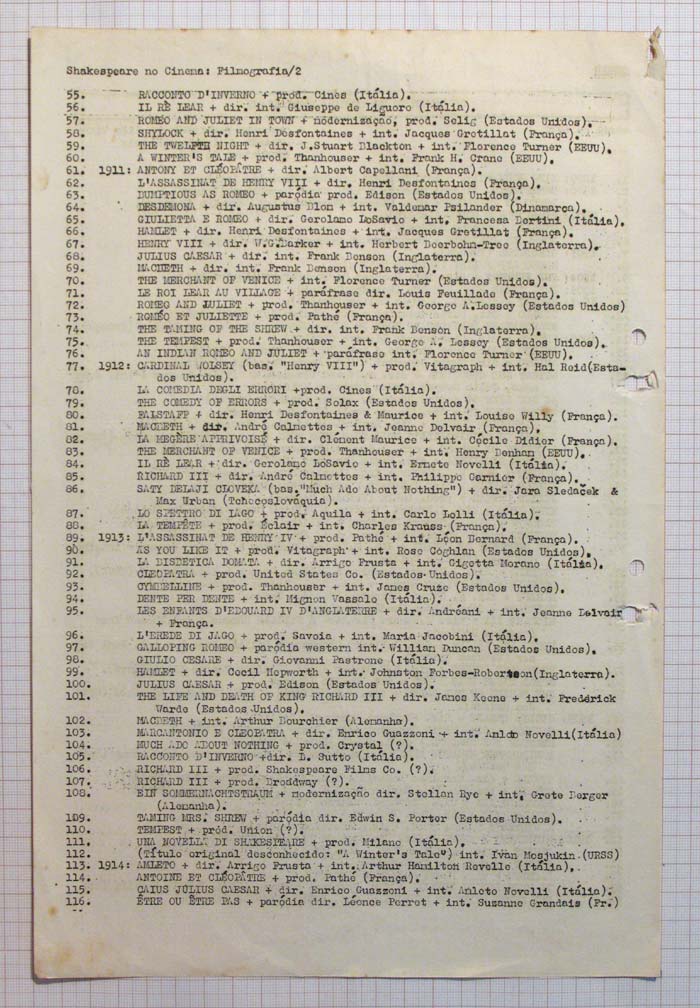 Shakespeare no Cinema: Filmografia/2
55. RACCONTO D'INVERNO + prod. Cines (Itália).
56. IL RÈ LEAR + dir. int. Giuseppe de Liguoro (Itália).
57. ROMEO AND JULIET IN TOWN + modernização, prod. Selig (Estados Unidos).
58. SHYLOCK + dir. Henri Desfontaines + int. Jacques Gretillat (França).
59. THE TWELFTH NIGHT + dir. J.Stuart Blackton + int. Florence Turner (EEUU).
60. A WINTER'S TALE + prod. Thanhouser + int. Frank H. Crane (EEUU).
61. 1911: ANTONY ET CLÉOPÂTRE + dir. Albert Capellani (França).
62. L'ASSASSINAT DE HENRY VIII + dir. Henri Desfontaines (França).
63. BUMPTIOUS AS ROMEO + paródia prod. Edison (Estados Unidos).
64. DESDEMONA + dir. Augustus Blon + int. Valdemar Psilander (Dinamarca).
65. GIULIETTA E ROMEO + dir. Gerolamo LoSavio + int. Francesa Bertini (Itália).
66. HAMLET + dir. Henri Desfontaines + int. Jacques Gretillat (França).
67. HENRY VIII + dir. W.G.Barker + int. Herbert Beerbohm-Tree (Inglaterra).
68. JULIUS CAESAR + dir. int. Frank Benson (Inglaterra).
69. MACBETH + dir. int. Frank Benson (Inglaterra).
70. THE MERCHANT OF VENICE + int. Florence Turner (Estados Unidos).
71. LE ROI LEAR AU VILLAGE + paráfrase dir. Louis Feuillade (França).
72. ROMEO AND JULIET + prod. Thanhouser + int. George A.Lessey (Estados Unidos)
73. ROMÉO ET JULIETTE + prod. Pathé (França).
74. THE TAMING OF THE SHREW + dir. int. Frank Benson (Inglaterra).
75. THE TEMPEST + prod. Thanhouser + int. George A. Lessey (Estados Unidos).
76. AN INDIAN ROMEO AND JULIET + paráfrase int. Florence Turner (EEUU).
77. 1912: CARDINAL WOLSEY (bas. "Henry VIII") + prod. Vitagraph + int. Hal Reid(Esta-
dos Unidos).
78. LA COMEDIA DEGLI ERRORI +prod. Cines (Itália).
79. THE COMEDY OF ERRORS + prod. Solax (Estados Unidos).
80. FALSTAFF + dir. Henri Desfontaines & Maurice + int. Louise Willy (França).
81. MACBETH + dir. André Calmettes + int. Jeanne Delvair (França).
82. LA MEGÈRE APPRIVOISÉ + dir. Clément Maurice + int. Cécile Didier (França).
83. THE MERCHANT OF VENICE + prod. Thanhouser + int. Henry Benham (EEUU).
84. IL RÈ LEAR + dir. Gerolamo LoSavio + int. Ermete Novelli (Itália).
85. RICHARD III + dir. André Calmettes + int. Philippe Garnier (França).
86. SATY DELAJI CLOVEKA (bas."Much Ado About Nothing") + dir. Jara Sledaček &
Max Urban (Tchecoslováquia).
87. LO SPETTRO DI IAGO + prod. Aquila + int. Carlo Lolli (Itália).
88. LA TEMPÊTE + prod. Éclair + int. Charles Krauss (França).
89. 1913: L'ASSASSINAT DE HENRY IV + prod. Pathé + int. Léon Bernard (França).
90. AS YOU LIKE IT + prod. Vitagraph + int. Rose Coghlan (Estados Unidos).
91. LA BISBETICA DOMATA + dir. Arrigo Frusta + int. Gigetta Morano (Itália).
92. CLEOPATRA + prod. United States Co. (Estados Unidos).
93. CYMBELLINE + prod. Thanhouser + int. James Cruze (Estados Unidos).
94. DENTE PER DENTE + int. Mignon Vassalo (Itália).
95. LES ENFANTS D'EDOUARD IV D'ANGLATERRE + dir. Andréani + int. Jeanne Delvair
+ França.
96. L'EREDE DI JAGO + prod. Savoia + int. Maria Jacobini (Itália).
97. GALLOPING ROMEO + paródia western int. Willian Duncan (Estados Unidos).
98. GIULIO CESARE + dir. Giovanni Pastrone (Itália).
99. HAMLET + dir. Cecil Hepworth + int. Johnston Forbes-Robertson(Inglaterra).
100. JULIUS CAESAR + prod. Edison (Estados Unidos).
101. THE LIFE AND DEATH OF KING RICHARD III + dir. James Keene + int. Frederick
Warde (Estados Unidos).
102. MACBETH + int. Arthur Bourchier (Alemanha).
103. MARCANTONIO E CLEOPATRA + dir. Enrico Guazzoni + int. Amleto Novelli(Itália)
104. MUCH ADO ABOUT NOTHING + prod. Crystal (?).
105. RACCONTO D'INVERNO +dir. B. Sutto (Itália).
106. RICHARD III + prod. Shakespeare Films Co. (?).
107. RICHARD III + prod. Broadway (?).
108. EIN SOMMERNACHTSTRAUM + modernização dir. Stellan Rye + int. Grete Berger
(Alemanha).
109. TAMING MRS. SHREW + paródia dir. Edwin S. Porter (Estados Unidos).
110. TEMPEST + prod. Union (?).
111. UNA NOVELLA DI SHAKESPEARE + prod. Milano (Itália).
112. (Título original desconhecido: "A Winter's Tale") int. Ivan Mosjukin (URSS)
113. 1914: AMLETO + dir. Arrigo Frusta + int. Arthur Hamilton Revelle (Itália).
114. ANTOINE ET CLÉOPÂTRE + prod. Pathé (França).
115. CAIUS JÚLIUS CAESAR + dir. Enrico Guazzoni + int. Amleto Novelli (Itália).
116. ÊTRE OU ÊTRE PAS + paródia dir. Léonce Perret + int. Suzanne Grandais (Fr.)